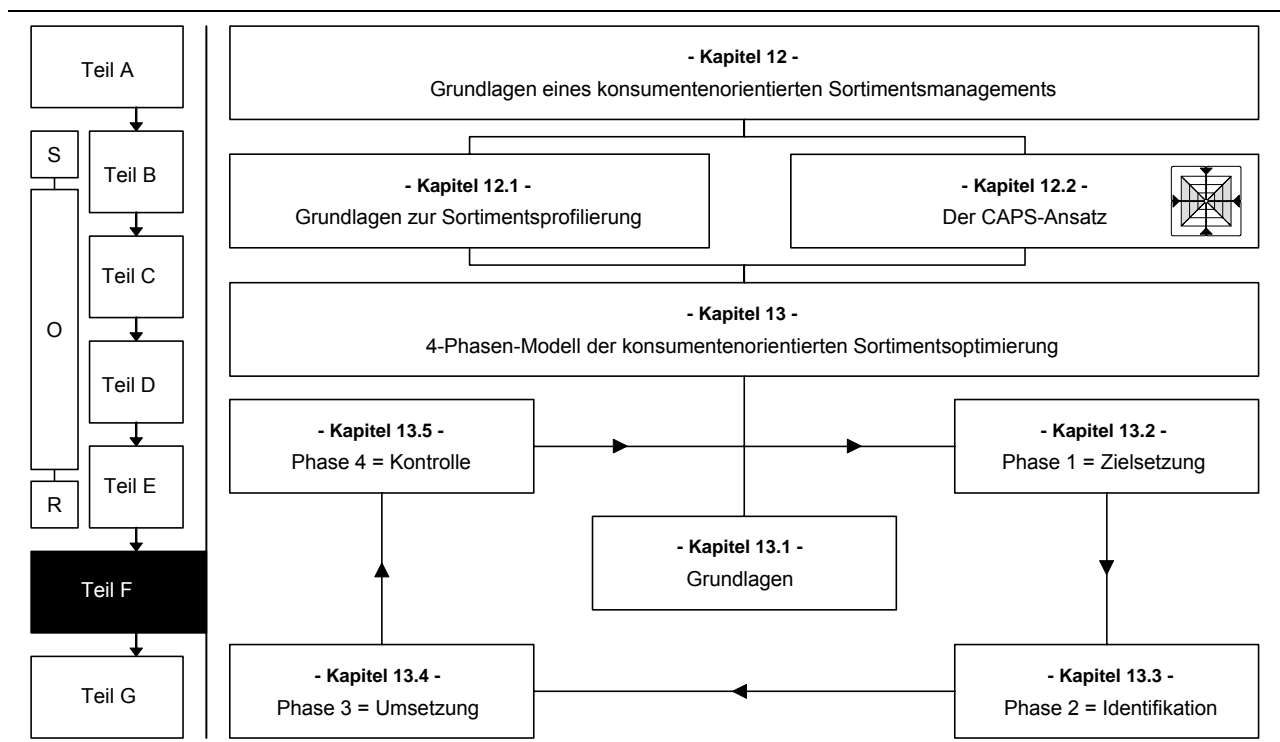 Teil A
S
O
R
Teil B
Teil C
Teil D
Teil E
Teil F
Teil G
- Kapitel 12 -
Grundlagen eines konsumentenorientierten Sortimentsmanagements
- Kapitel 12.1 -
Grundlagen zur Sortimentsprofilierung
- Kapitel 12.2 -
Der CAPS-Ansatz
- Kapitel 13 -
4-Phasen-Modell der konsumentenorientierten Sortimentsoptimierung
- Kapitel 13.5 -
Phase 4 = Kontrolle
- Kapitel 13.2 -
Phase 1 = Zielsetzung
- Kapitel 13.1 -
Grundlagen
- Kapitel 13.4 -
Phase 3 = Umsetzung
- Kapitel 13.3 -
Phase 2 = Identifikation